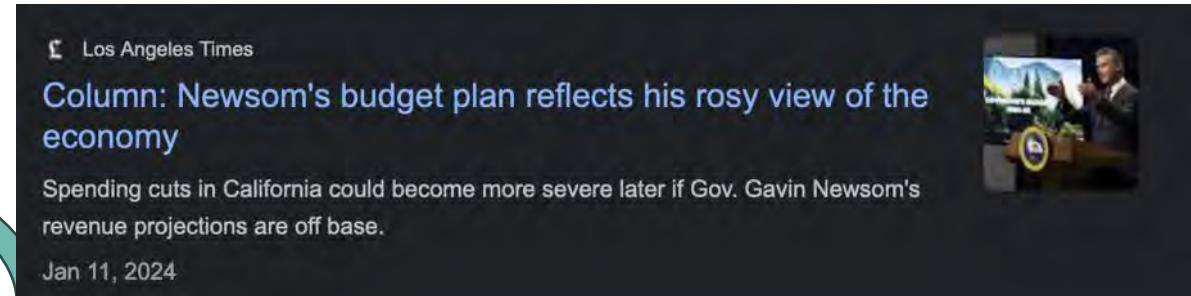 Los Angeles Times
Column: Newsom's budget plan reflects his rosy view of the
economy
Spending cuts in California could become more severe later if Gov. Gavin Newsom's
revenue projections are off base.
Jan 11, 2024